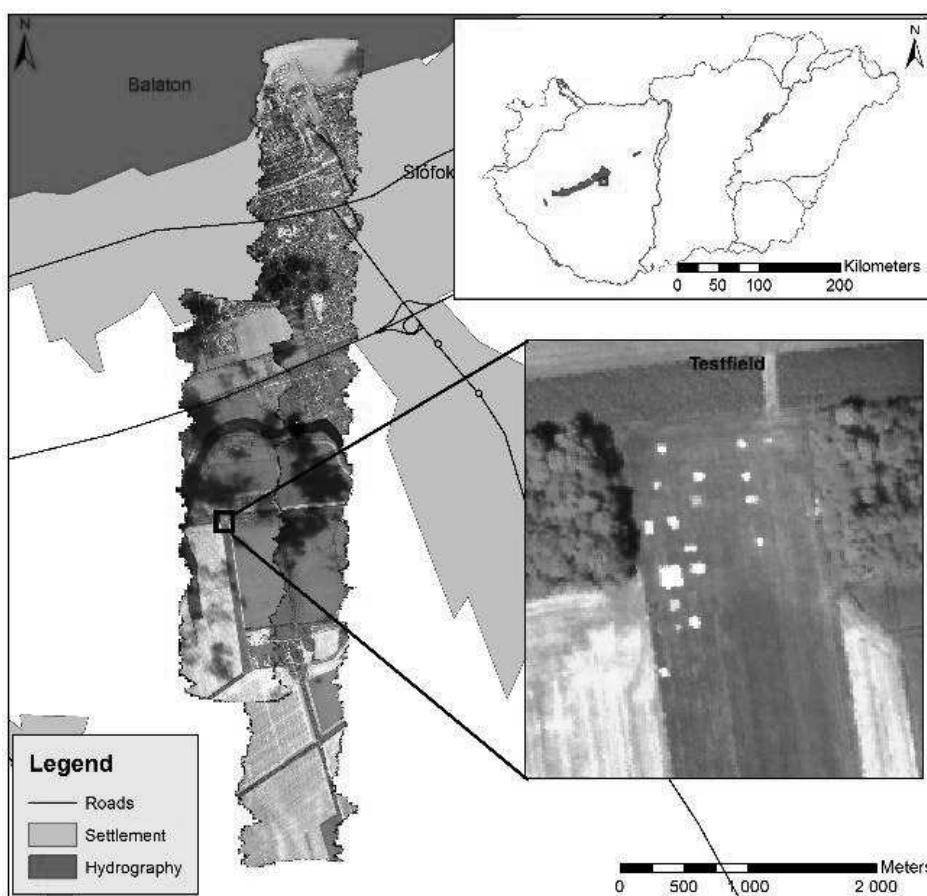 N
Balaton
Siófok
N
Kilometers
0 50 100 200
Testfield
Legend
Roads
Settlement
Hydrography
Meters
0 500 1 000 2 000